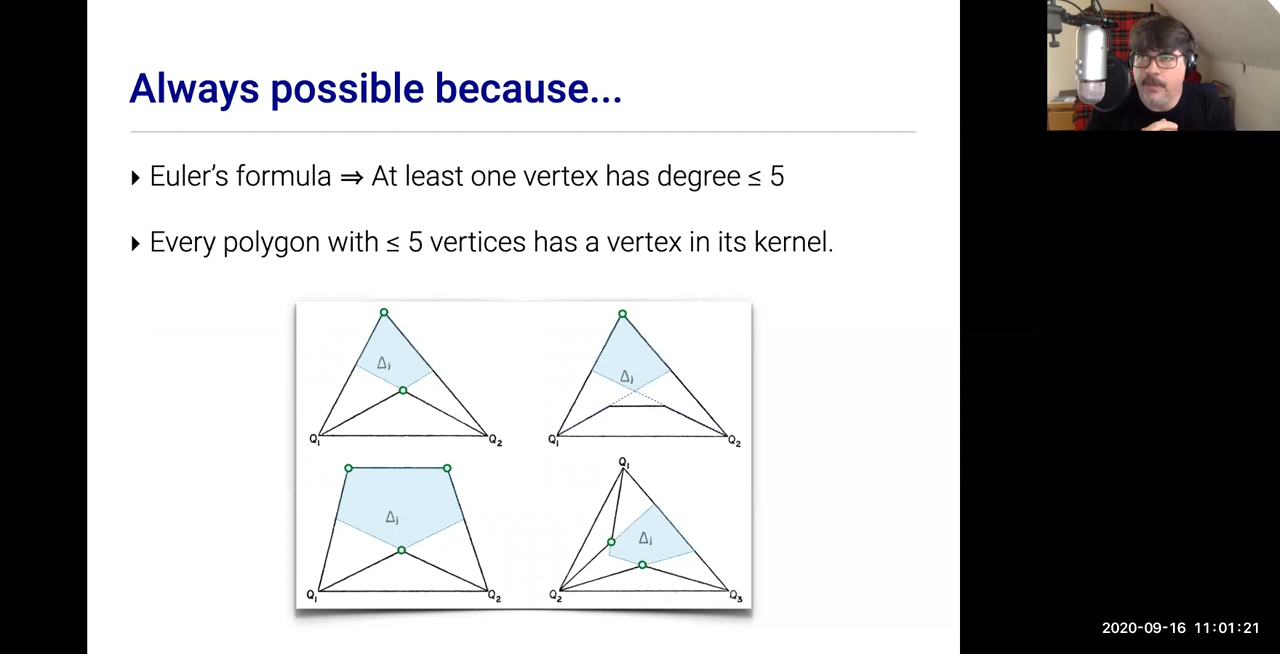 Always possible because...
▸ Euler's formula ⇒ At least one vertex has degree ≤ 5
▸ Every polygon with ≤ 5 vertices has a vertex in its kernel.
Δj
Δj
Q1
Q2
Q1
Q2
Q1
Δj
Δj
Q1
Q2
Q2
Q3
2020-09-16 11:01:21